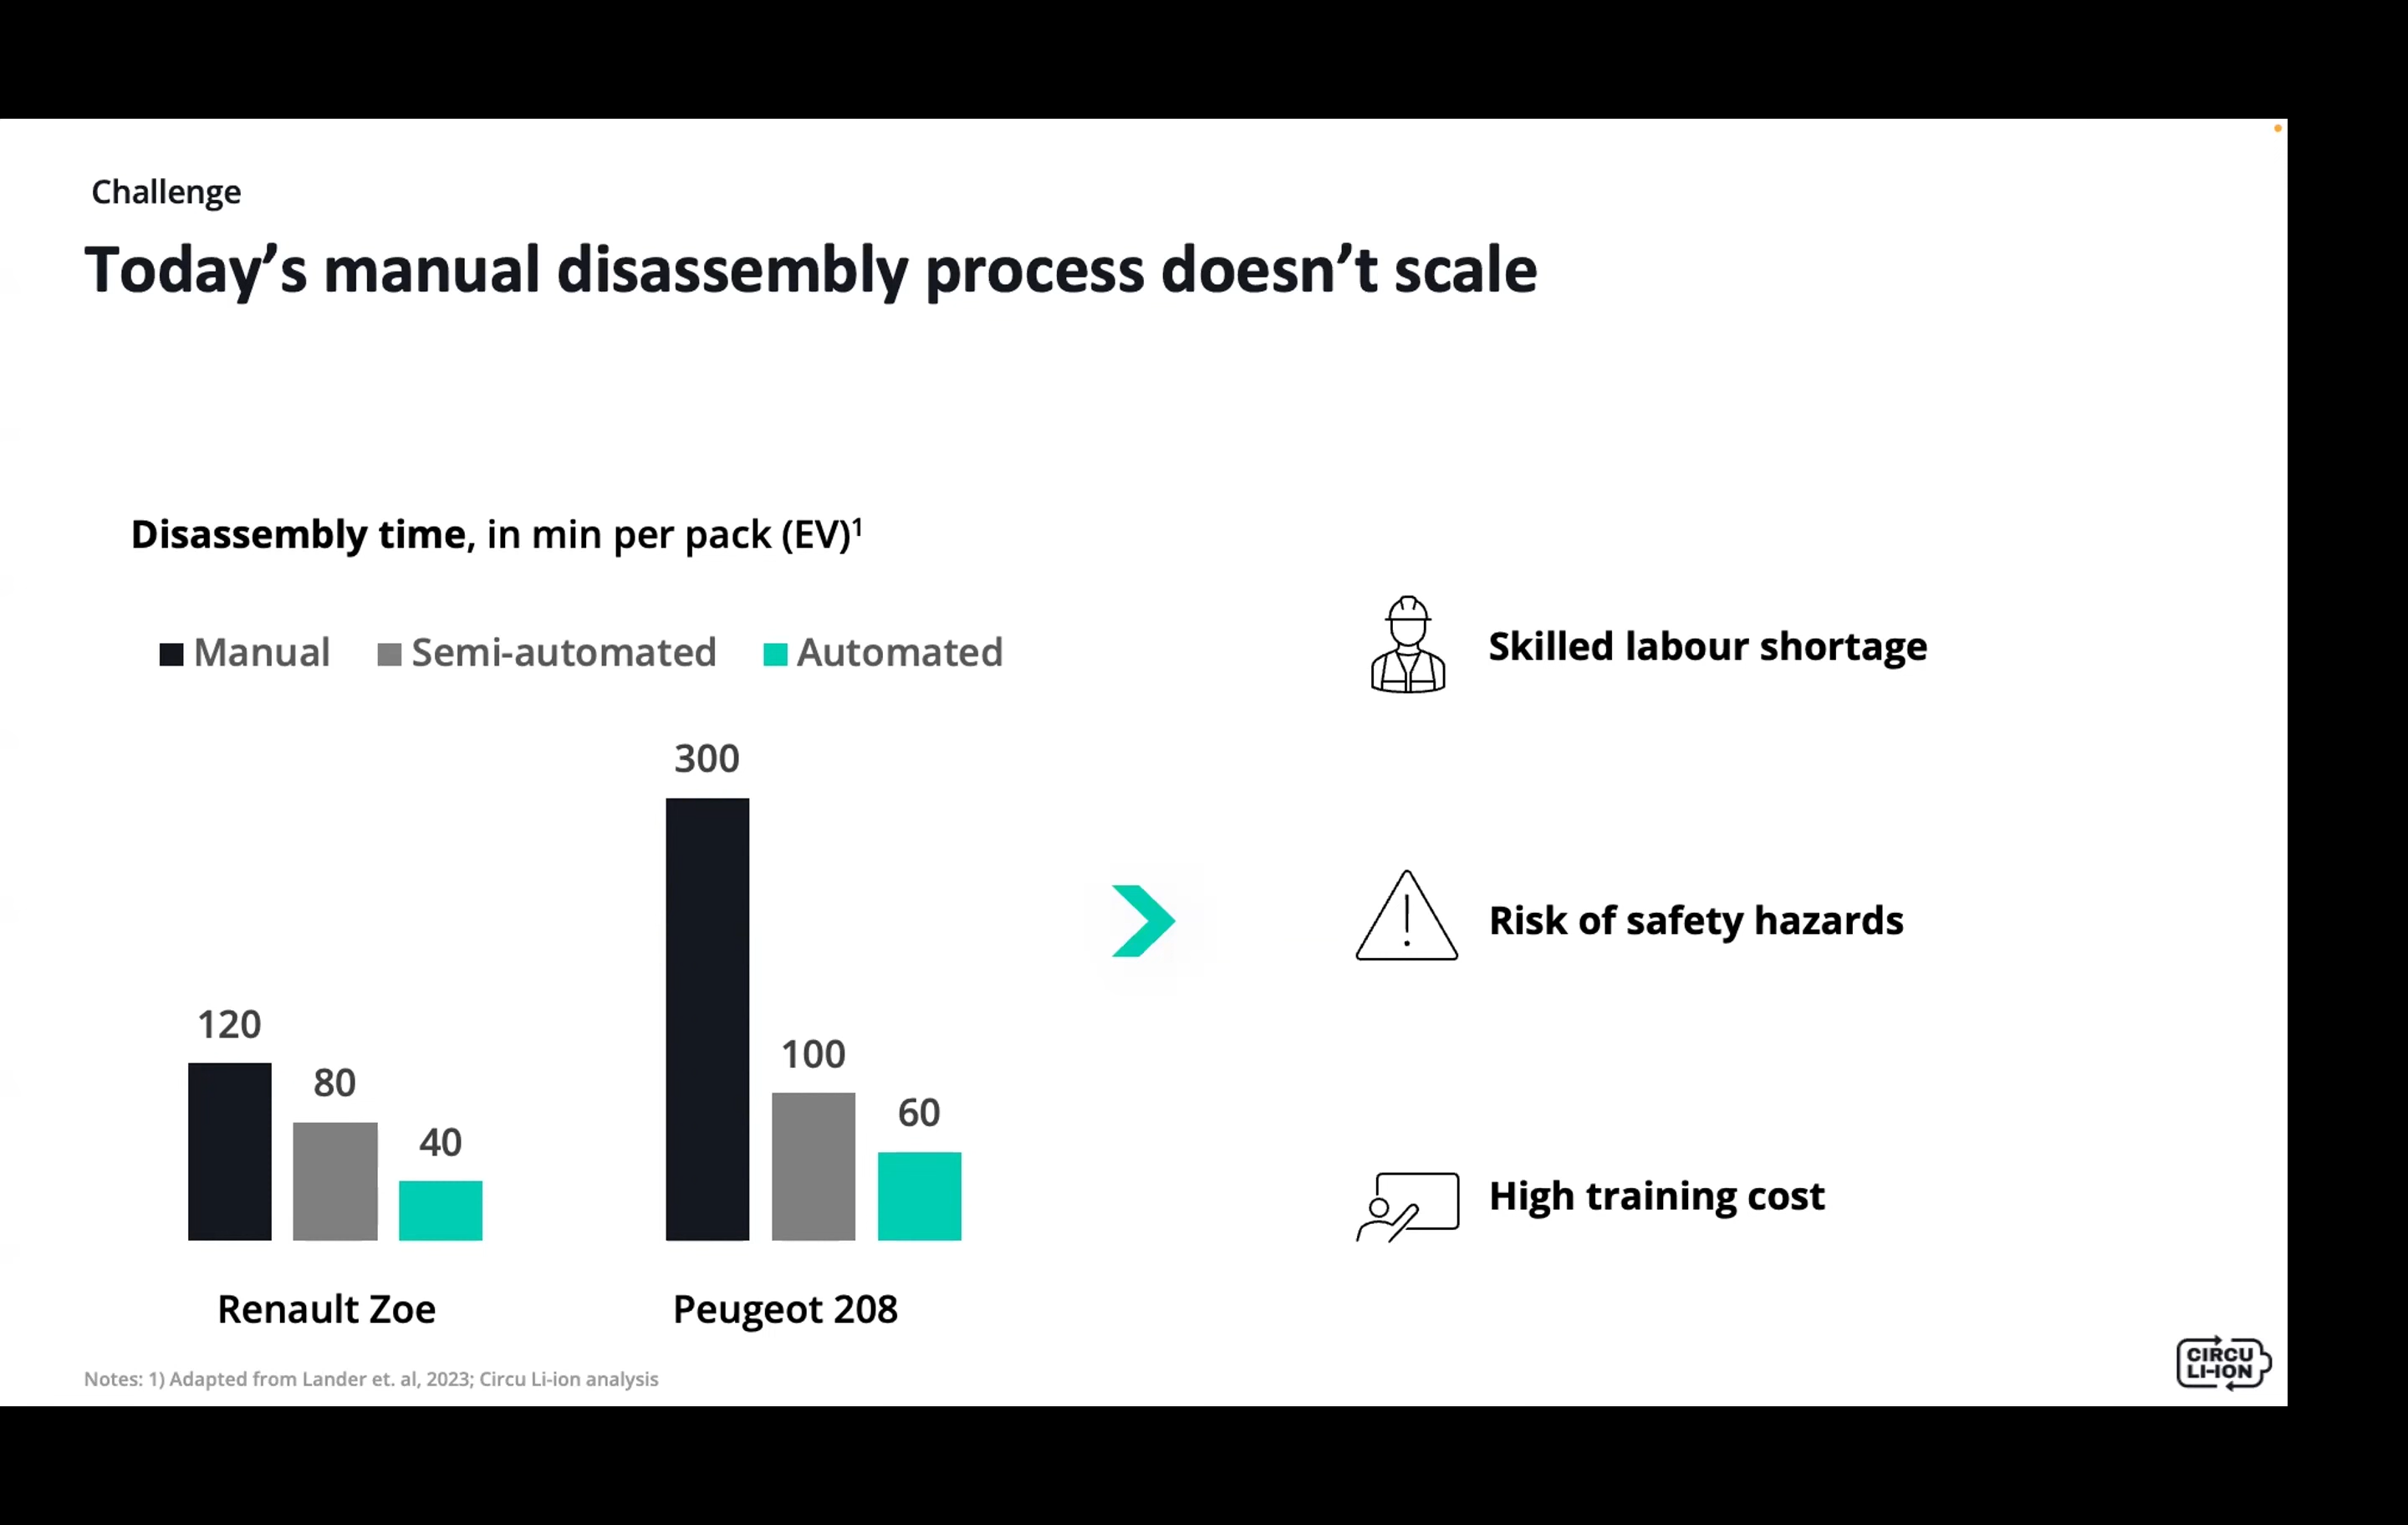 Challenge
Today's manual disassembly process doesn't scale
Disassembly time, in min per pack (EV)¹
Manual Semi-automated Automated
300
120
100
80
60
40
Renault Zoe Peugeot 208
Skilled labour shortage
Risk of safety hazards
High training cost
Notes: 1) Adapted from Lander et. al, 2023; Circu Li-ion analysis
CIRCU
LI-ION